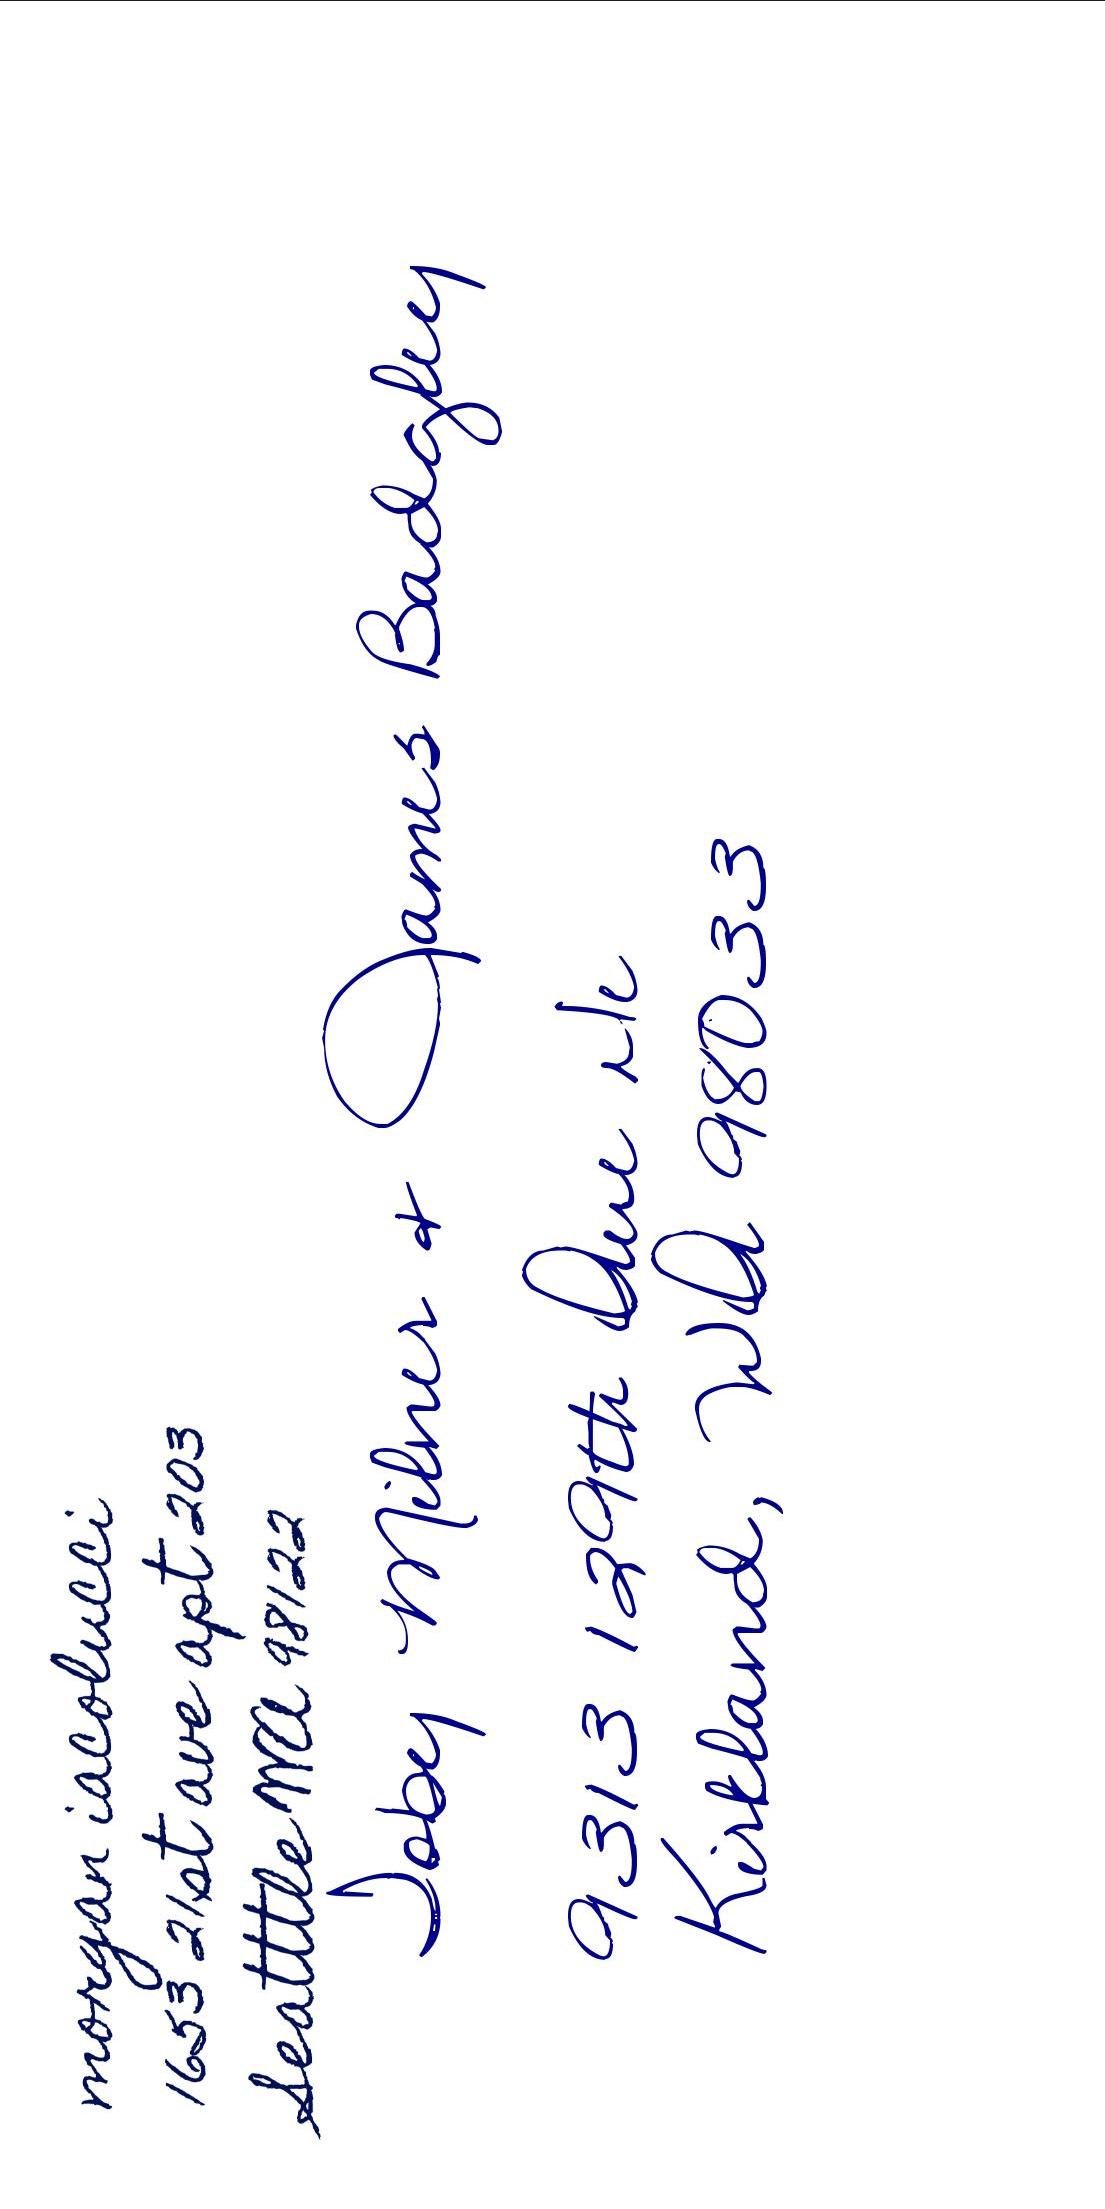 morgan iacolucci
1653 21st ave apt 203
Seatttle WA 98122
Toby Milner +
James Badgley
9313 129th Ave Ne
Kirkland, WA 98033